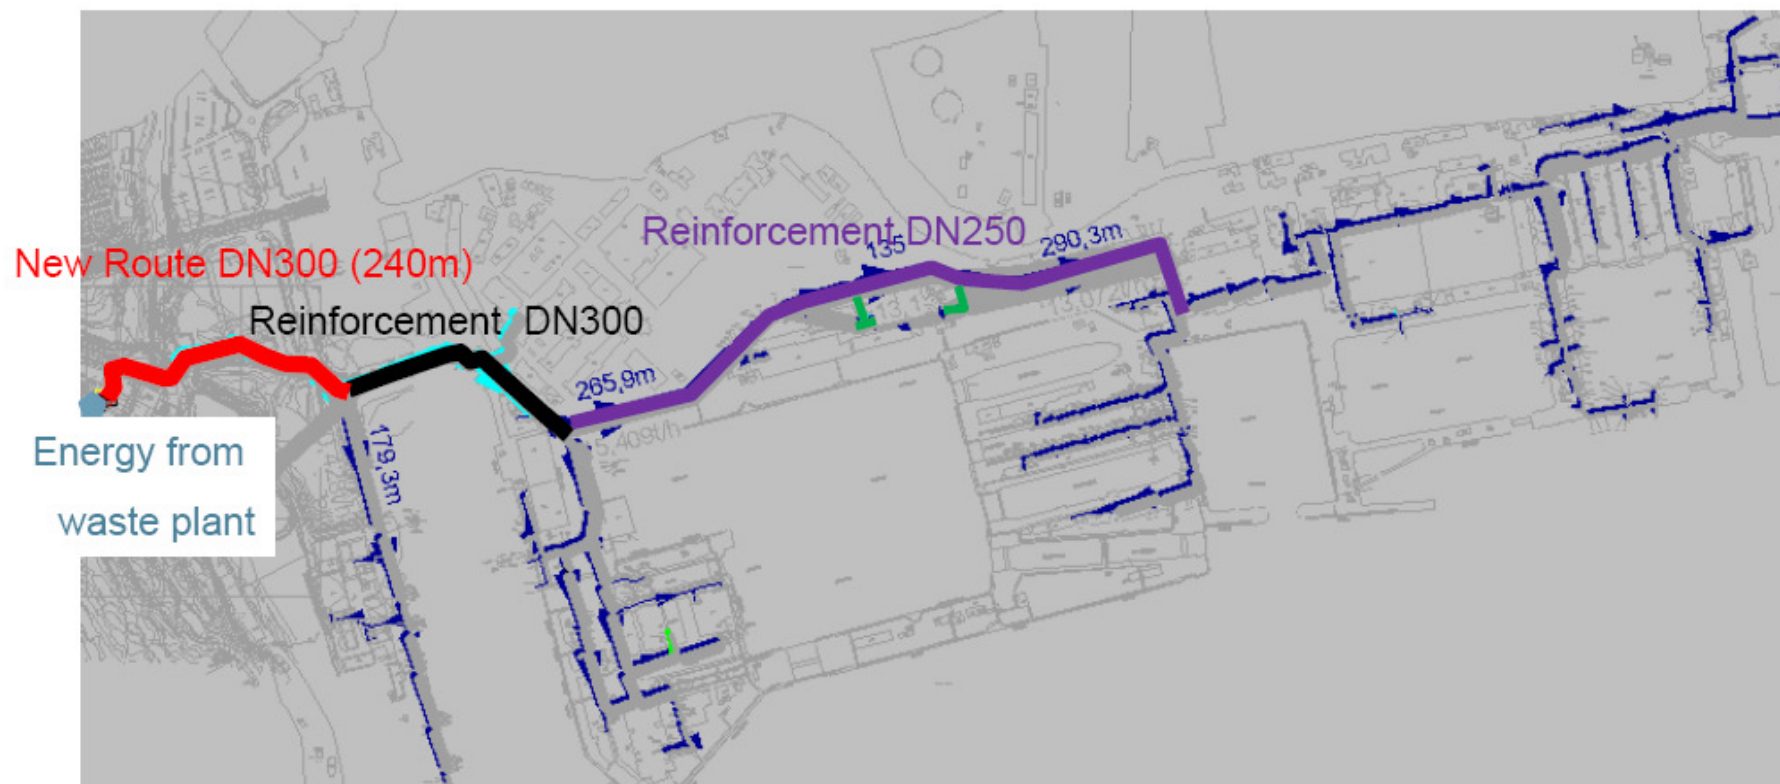 Reinforcement DN250
135
290,3m
New Route DN300 (240m)
Reinforcement DN300
265,9m
409t/h
179,3m
Energy from
waste plant